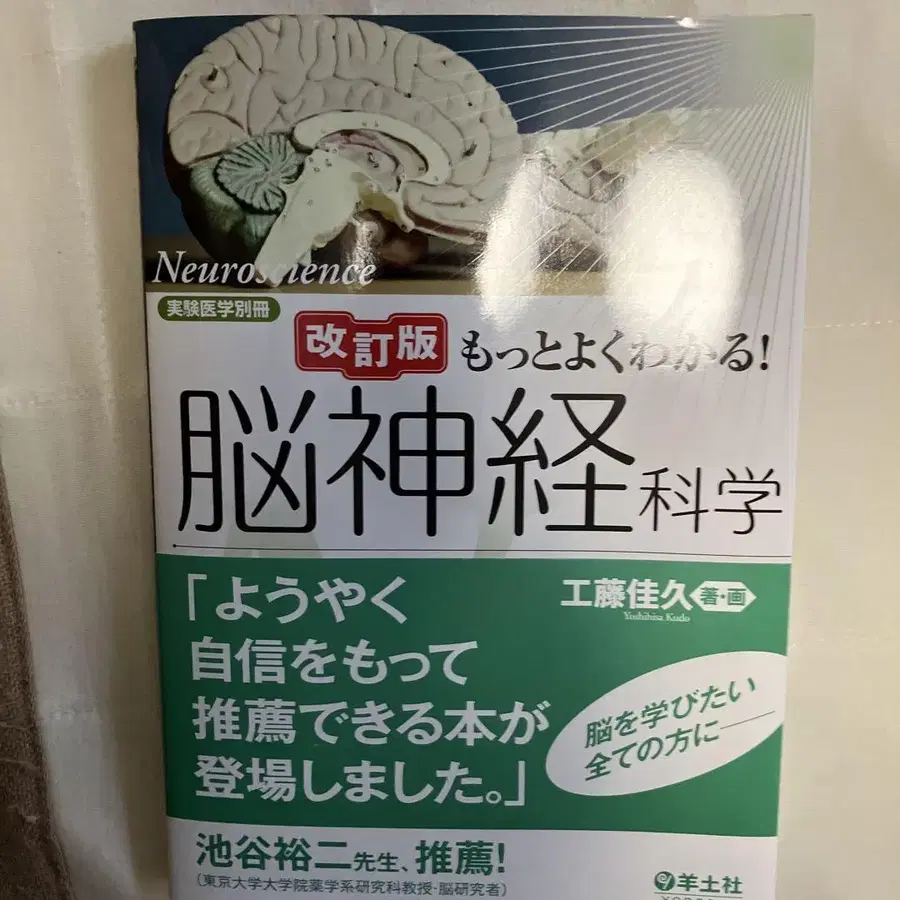 Neuroscience
実験医学別冊
改訂版 もっとよくわかる!
脳神経科学
工藤佳久 著・画
Yoshihisa Kudo
「ようやく
自信をもって
推薦できる本が
登場しました。」
脳を学びたい
全ての方に——
池谷裕二先生、推薦!
(東京大学大学院薬学系研究科教授・脳研究者)
羊土社